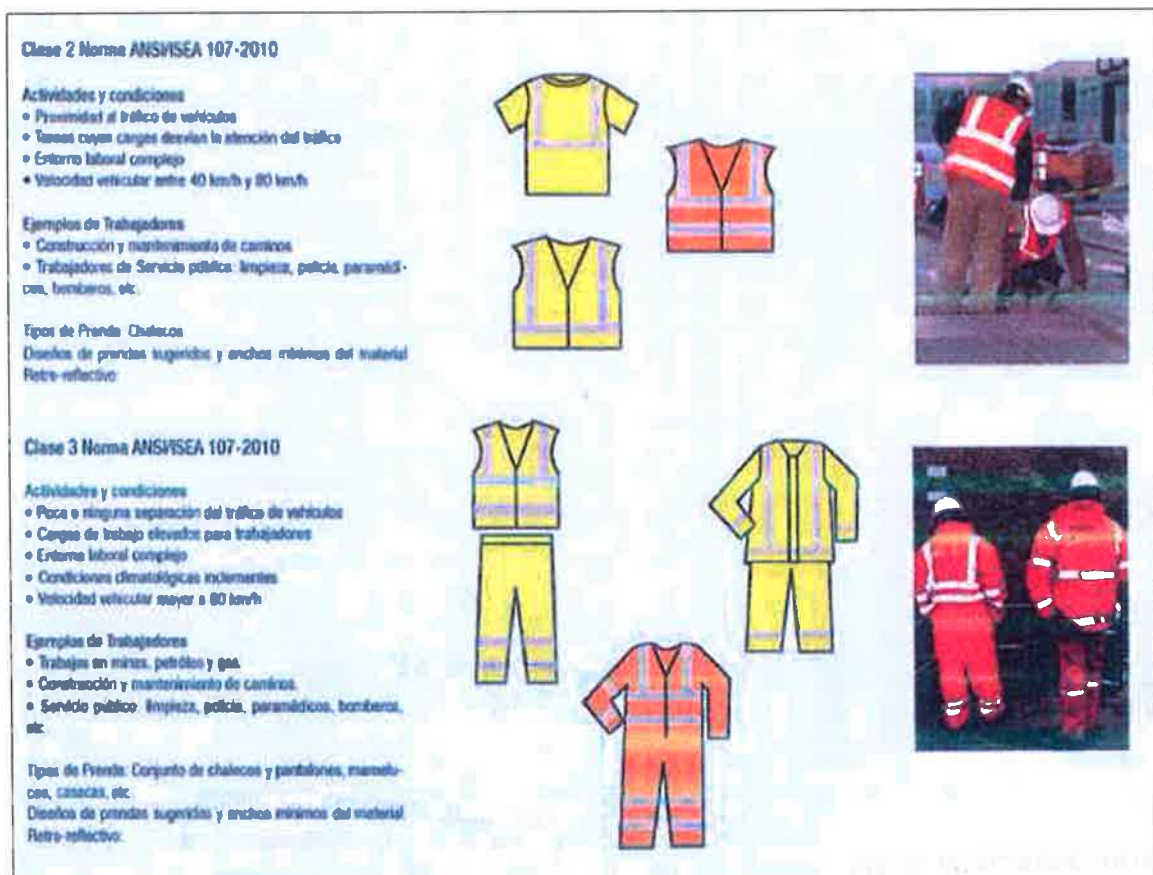 Clase 2 Norma ANSI/ISEA 107-2010
Actividades y condiciones
• Proximidad al tráfico de vehículos
• Tareas cuyas cargas desvían la atención del tráfico
• Entorno laboral complejo
• Velocidad vehicular entre 40 km/h y 80 km/h
Ejemplos de Trabajadores
• Construcción y mantenimiento de caminos
• Trabajadores de Servicio público: limpieza, policía, paramédi-
cos, bomberos, etc.
Tipos de Prenda: Chalecos
Diseños de prendas sugeridos y anchos mínimos del material
Retro-reflectivo:
Clase 3 Norma ANSI/ISEA 107-2010
Actividades y condiciones
• Poca o ninguna separación del tráfico de vehículos
• Cargas de trabajo elevados para trabajadores
• Entorno laboral complejo
• Condiciones climatológicas inclementes
• Velocidad vehicular mayor a 80 km/h
Ejemplos de Trabajadores
• Trabajos en minas, petróleo y gas.
• Construcción y mantenimiento de caminos.
• Servicio público: limpieza, policía, paramédicos, bomberos,
etc.
Tipos de Prenda: Conjunto de chalecos y pantalones, mamelu-
cos, casacas, etc.
Diseños de prendas sugeridos y anchos mínimos del material
Retro-reflectivo: